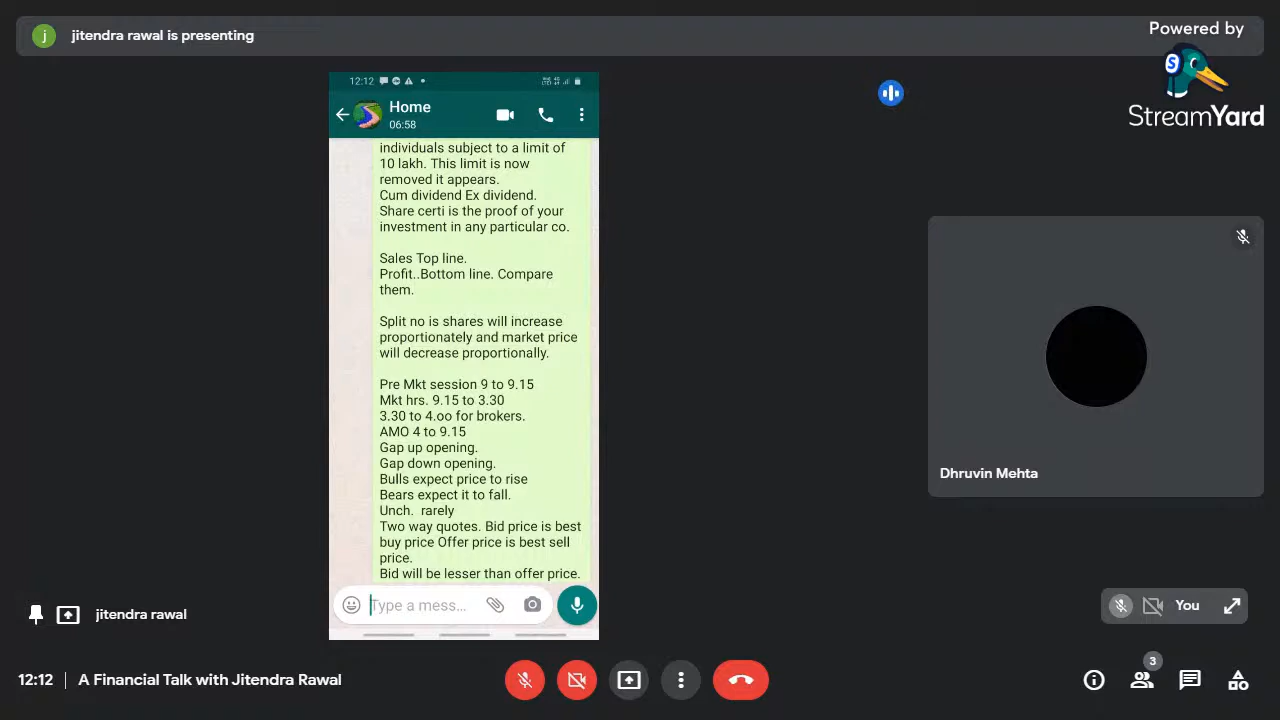 j
jitendra rawal is presenting
Powered by
S
StreamYard
12:12
Home
06:58
individuals subject to a limit of
10 lakh. This limit is now
removed it appears.
Cum dividend Ex dividend.
Share certi is the proof of your
investment in any particular co.
Sales Top line.
Profit..Bottom line. Compare
them.
Split no is shares will increase
proportionately and market price
will decrease proportionally.
Pre Mkt session 9 to 9.15
Mkt hrs. 9.15 to 3.30
3.30 to 4.oo for brokers.
AMO 4 to 9.15
Gap up opening.
Gap down opening.
Bulls expect price to rise
Bears expect it to fall.
Unch.  rarely
Two way quotes. Bid price is best
buy price Offer price is best sell
price.
Bid will be lesser than offer price.
Type a mess...
Dhruvin Mehta
jitendra rawal
You
12:12 | A Financial Talk with Jitendra Rawal
3